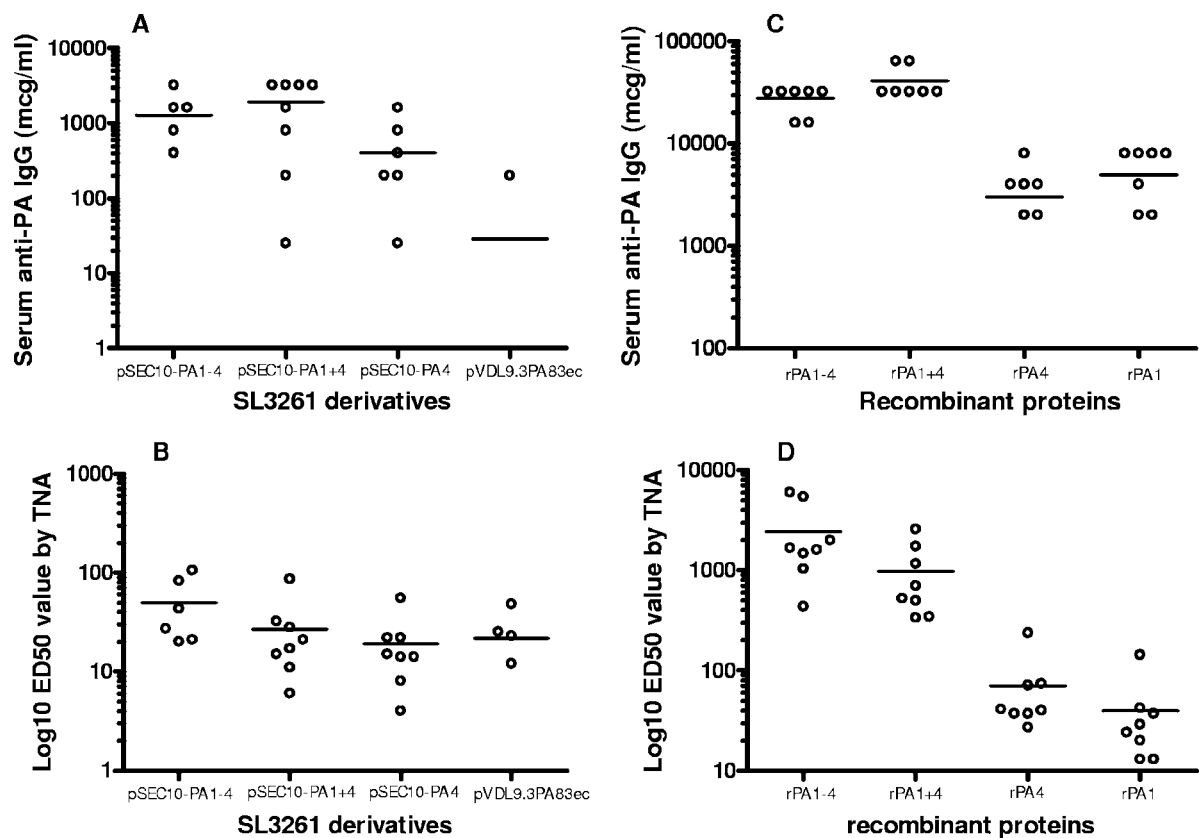 A
Serum anti-PA IgG (mcg/ml)
10000
1000
100
10
1
pSEC10-PA1-4 pSEC10-PA1+4 pSEC10-PA4 pVDL9.3PA83ec
SL3261 derivatives
C
Serum anti-PA IgG (mcg/ml)
100000
10000
1000
100
rPA1-4 rPA1+4 rPA4 rPA1
Recombinant proteins
B
Log10 ED50 value by TNA
1000
100
10
1
pSEC10-PA1-4 pSEC10-PA1+4 pSEC10-PA4 pVDL9.3PA83ec
SL3261 derivatives
D
Log10 ED50 value by TNA
10000
1000
100
10
rPA1-4 rPA1+4 rPA4 rPA1
recombinant proteins